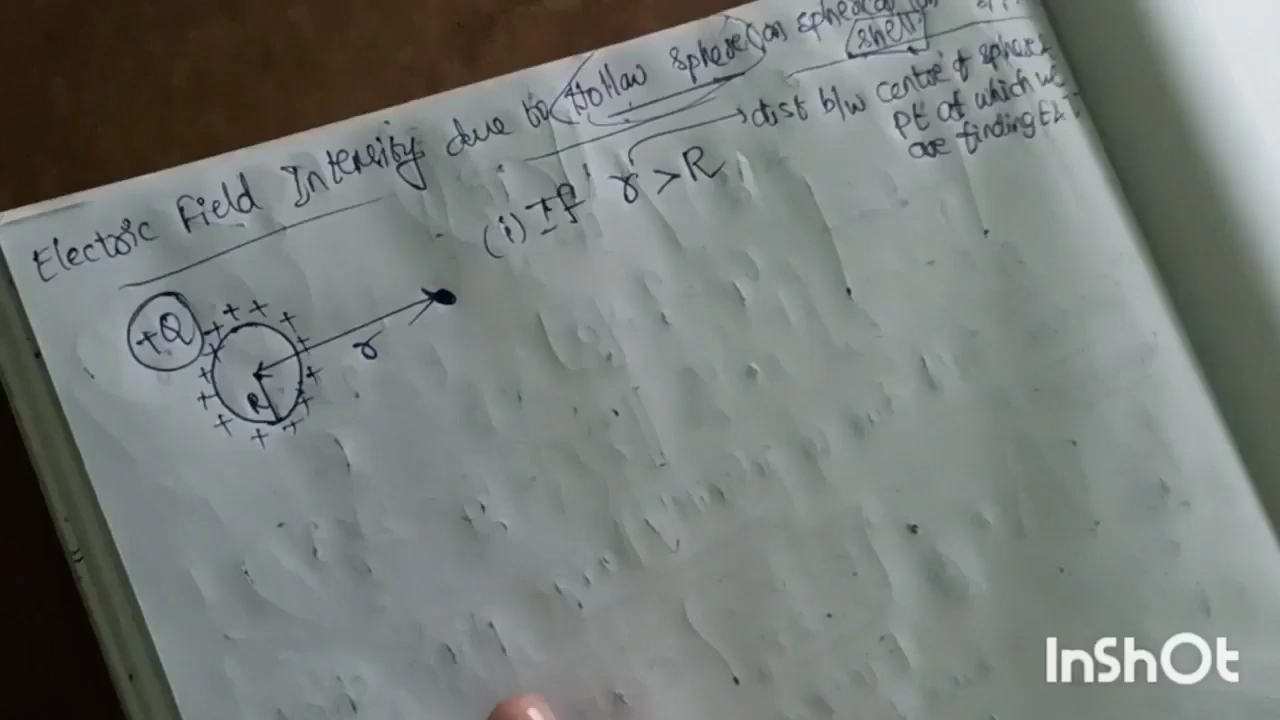 Electric Field Intensity due to Hollow sphere (or spherical
shell)
(i) If r > R
dist b/w centre of sphere &
pt at which we
are finding E.F.I
+Q
+ + + + + + + + + + + + + +
r
R
InShOt